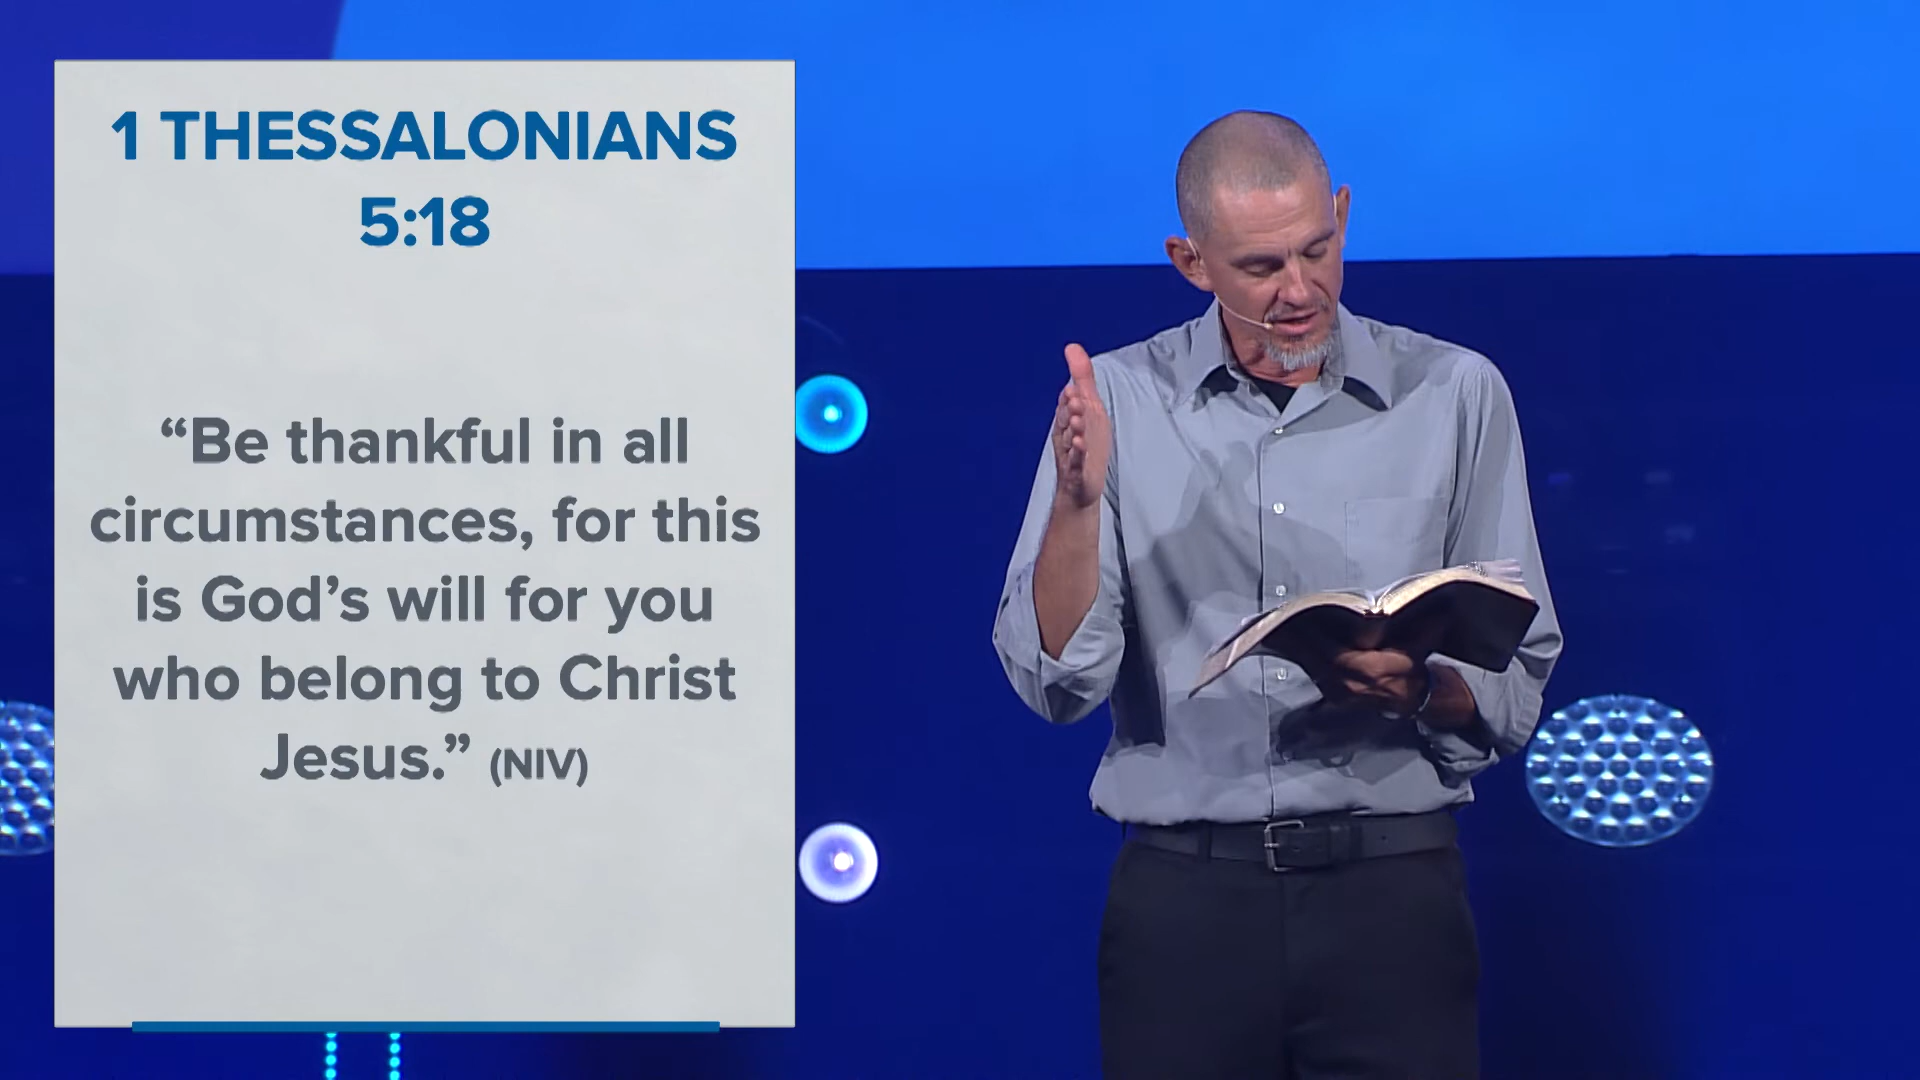 1 THESSALONIANS
5:18
“Be thankful in all
circumstances, for this
is God’s will for you
who belong to Christ
Jesus.” (NIV)